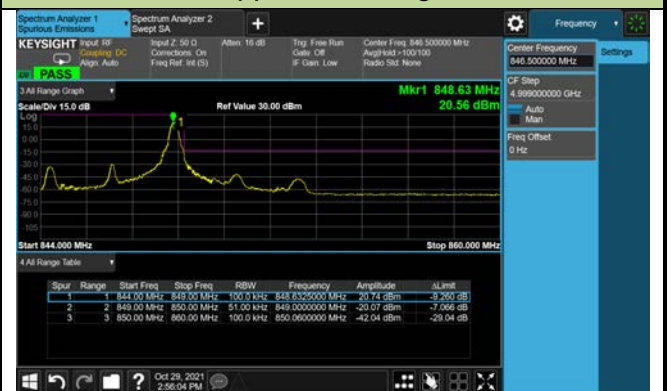 Spectrum Analyzer 1
Spurious Emissions
Spectrum Analyzer 2
Swept SA
+
Frequency
KEYSIGHT
Input: RF
Coupling: DC
Align: Auto
Input Z: 50 Ω
Corrections: On
Freq Ref: Int (S)
Atten: 16 dB
Trig: Free Run
Gate: Off
IF Gain: Low
Center Freq: 846.500000 MHz
Avg|Hold:>100/100
Radio Std: None
PASS
Center Frequency
846.500000 MHz
Settings
CF Step
4.999000000 GHz
Auto
Man
Freq Offset
0 Hz
3 All Range Graph
Mkr1 848.63 MHz
20.56 dBm
Scale/Div 15.0 dB
Ref Value 30.00 dBm
Log
15.0
0.00
-15.0
-30.0
-45.0
-60.0
-75.0
-90.0
-105
1
Start 844.000 MHz
Stop 860.000 MHz
4 All Range Table
Spur Range Start Freq Stop Freq RBW Frequency Amplitude ΔLimit
1 1 844.00 MHz 849.00 MHz 100.0 kHz 848.6325000 MHz 20.74 dBm -9.260 dB
2 2 849.00 MHz 850.00 MHz 51.00 kHz 849.0000000 MHz -20.07 dBm -7.066 dB
3 3 850.00 MHz 860.00 MHz 100.0 kHz 850.0600000 MHz -42.04 dBm -29.04 dB
?
Oct 29, 2021
2:56:04 PM